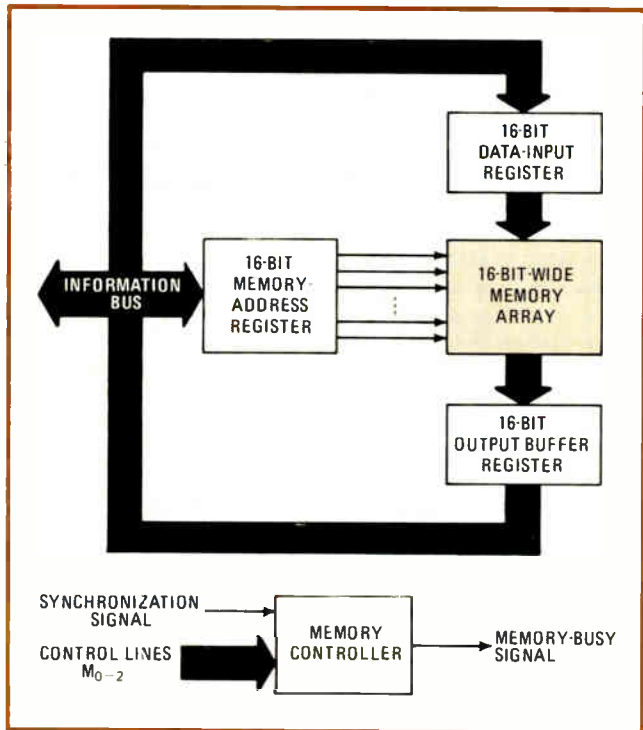 16-BIT
DATA-INPUT
REGISTER
INFORMATION
BUS
16-BIT
MEMORY-
ADDRESS
REGISTER
16-BIT-WIDE
MEMORY
ARRAY
16-BIT
OUTPUT BUFFER
REGISTER
SYNCHRONIZATION
SIGNAL
CONTROL LINES
M0–2
MEMORY
CONTROLLER
MEMORY-BUSY
SIGNAL